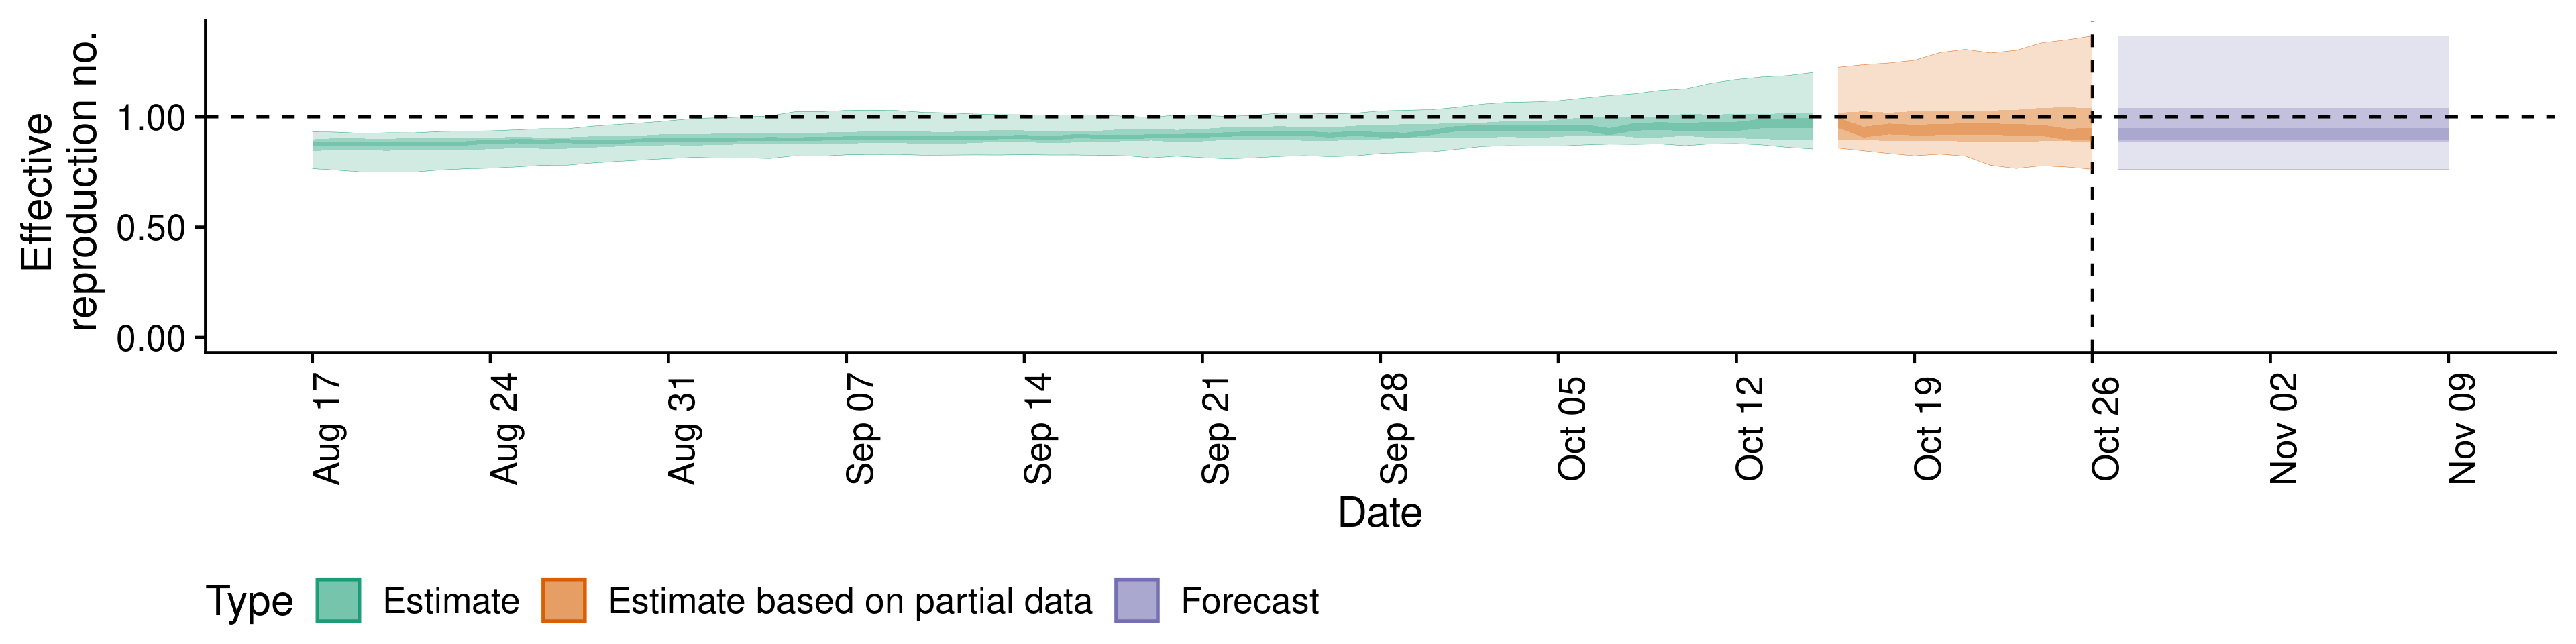 Effective
reproduction no.
1.00
0.50
0.00
Aug 17
Aug 24
Aug 31
Sep 07
Sep 14
Sep 21
Sep 28
Oct 05
Oct 12
Oct 19
Oct 26
Nov 02
Nov 09
Date
Type Estimate Estimate based on partial data Forecast